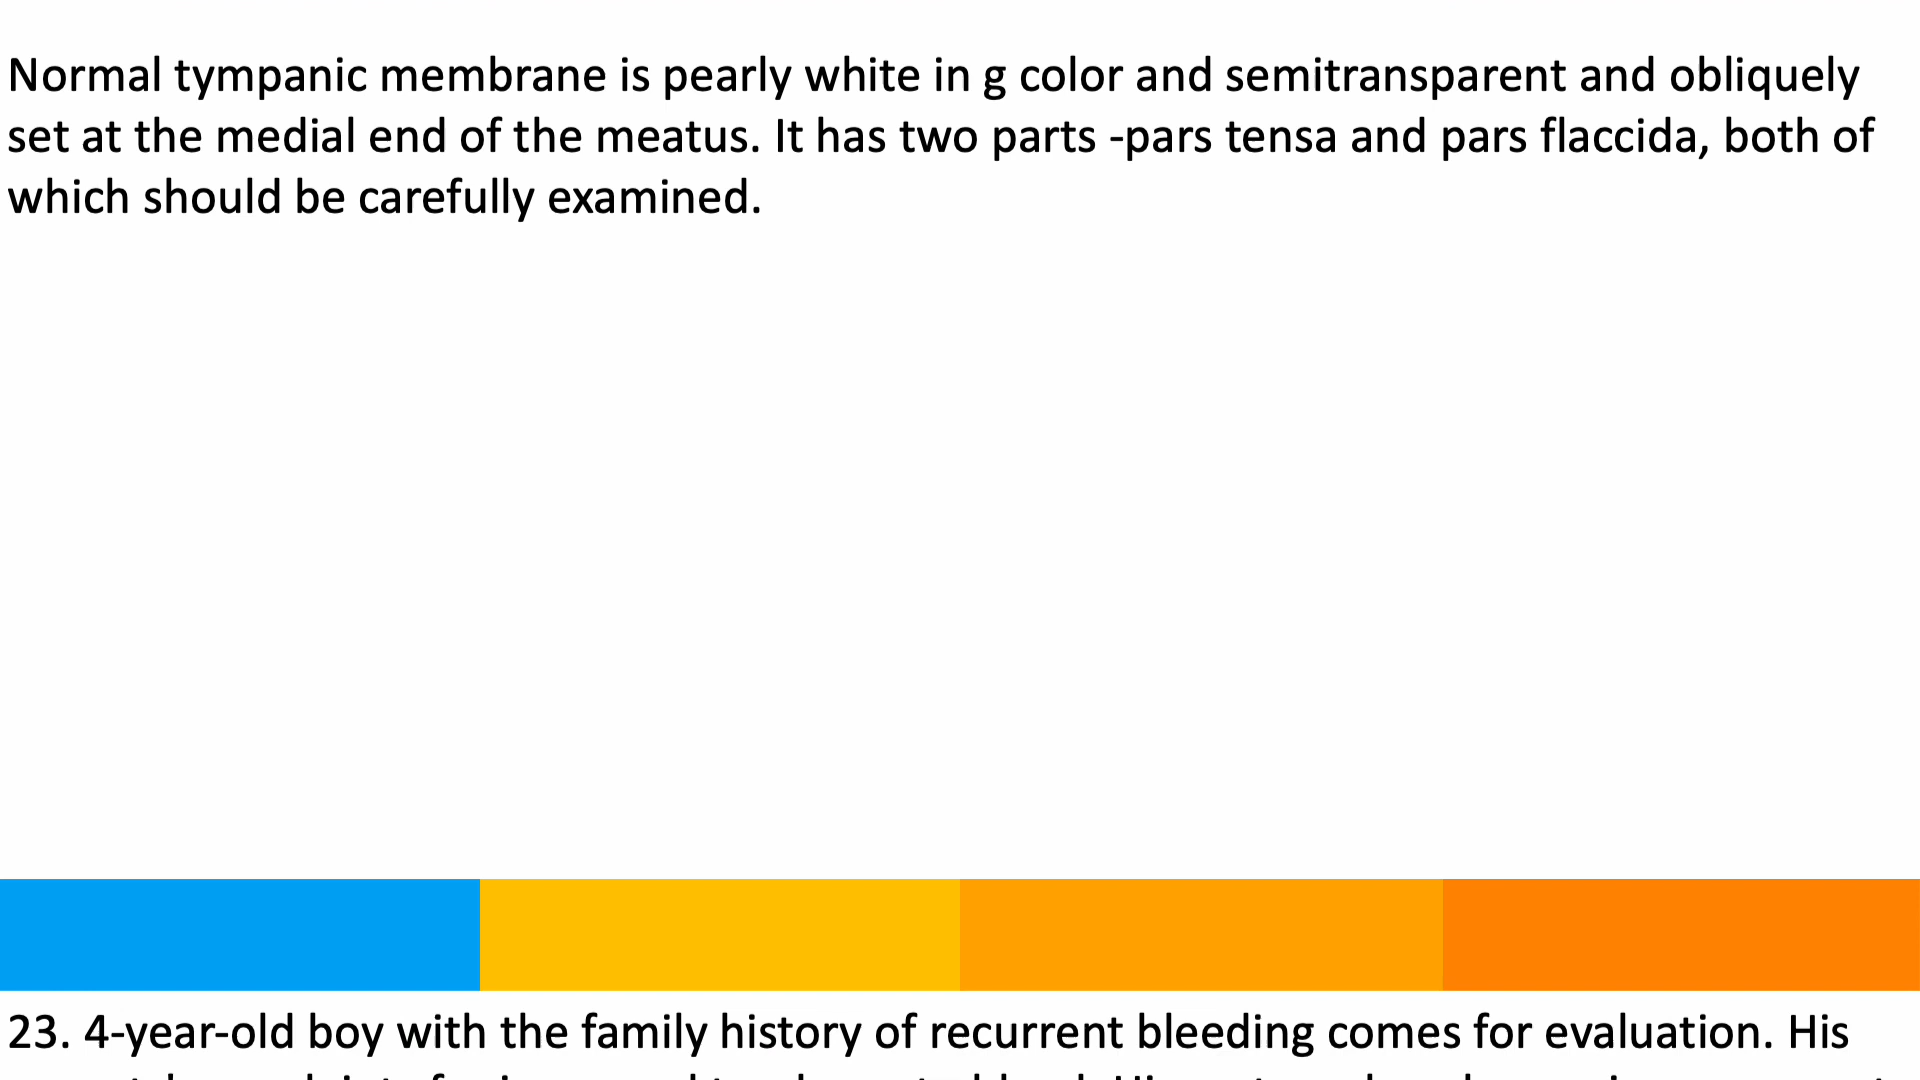 Normal tympanic membrane is pearly white in g color and semitransparent and obliquely
set at the medial end of the meatus. It has two parts -pars tensa and pars flaccida, both of
which should be carefully examined.
23. 4-year-old boy with the family history of recurrent bleeding comes for evaluation. His